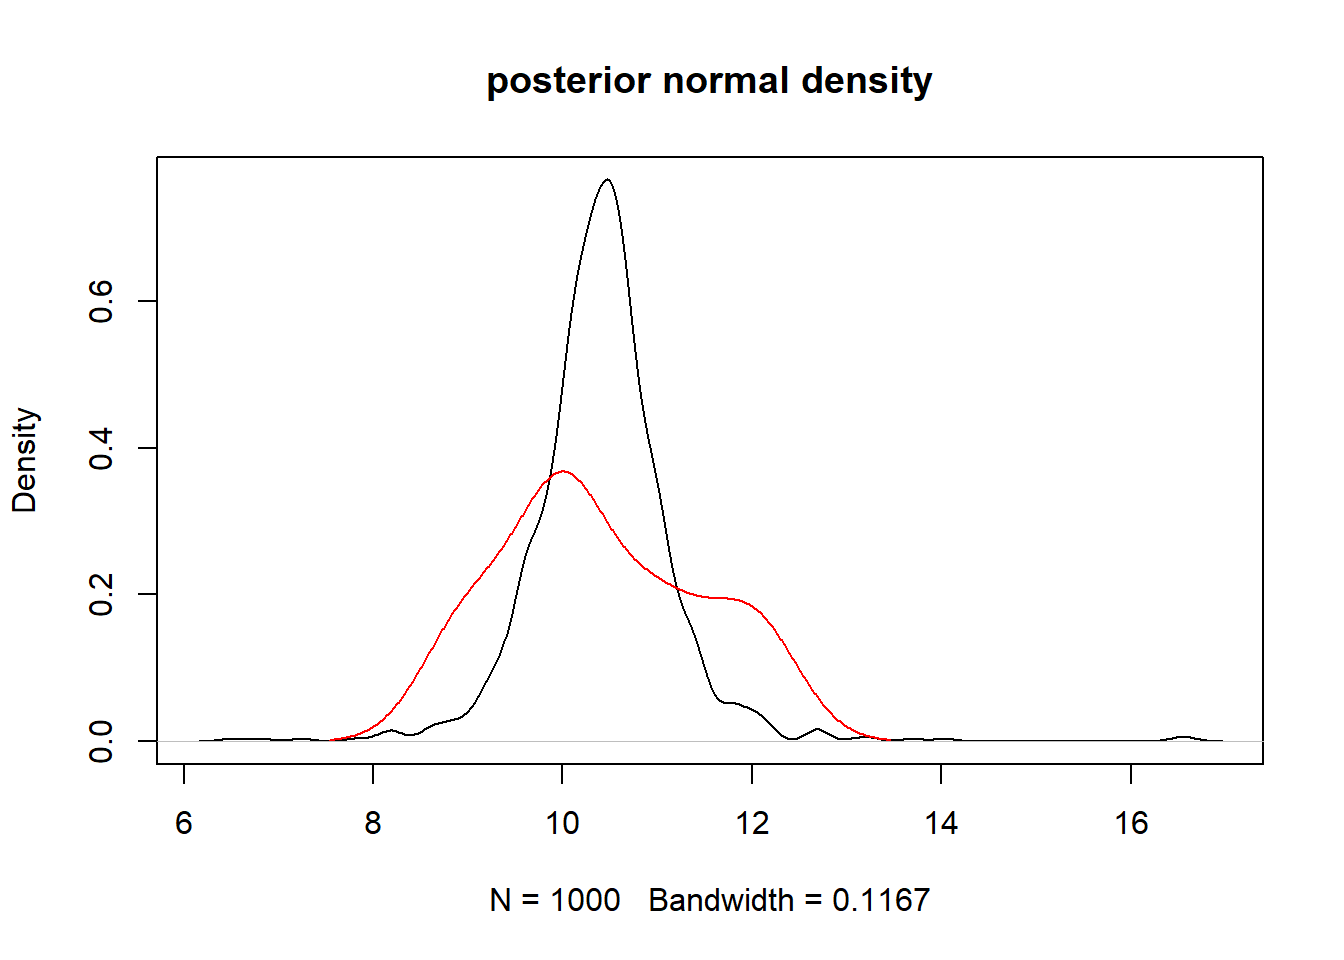 posterior normal density
Density
0.6
0.4
0.2
0.0
6 8 10 12 14 16
N = 1000 Bandwidth = 0.1167